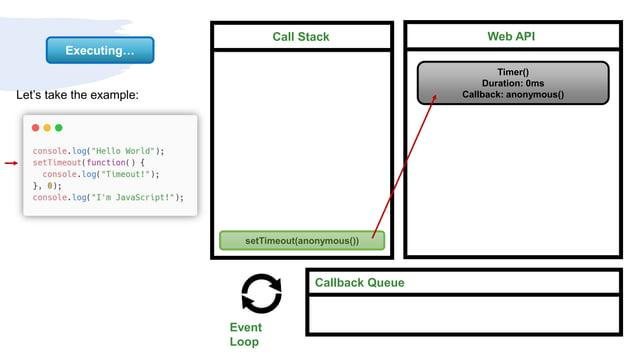 Executing...
Let's take the example:
console.log("Hello World");
setTimeout(function() {
console.log("Timeout!");
}, 0);
console.log("I'm JavaScript!");
Call Stack
setTimeout(anonymous())
Web API
Timer()
Duration: 0ms
Callback: anonymous()
Event
Loop
Callback Queue